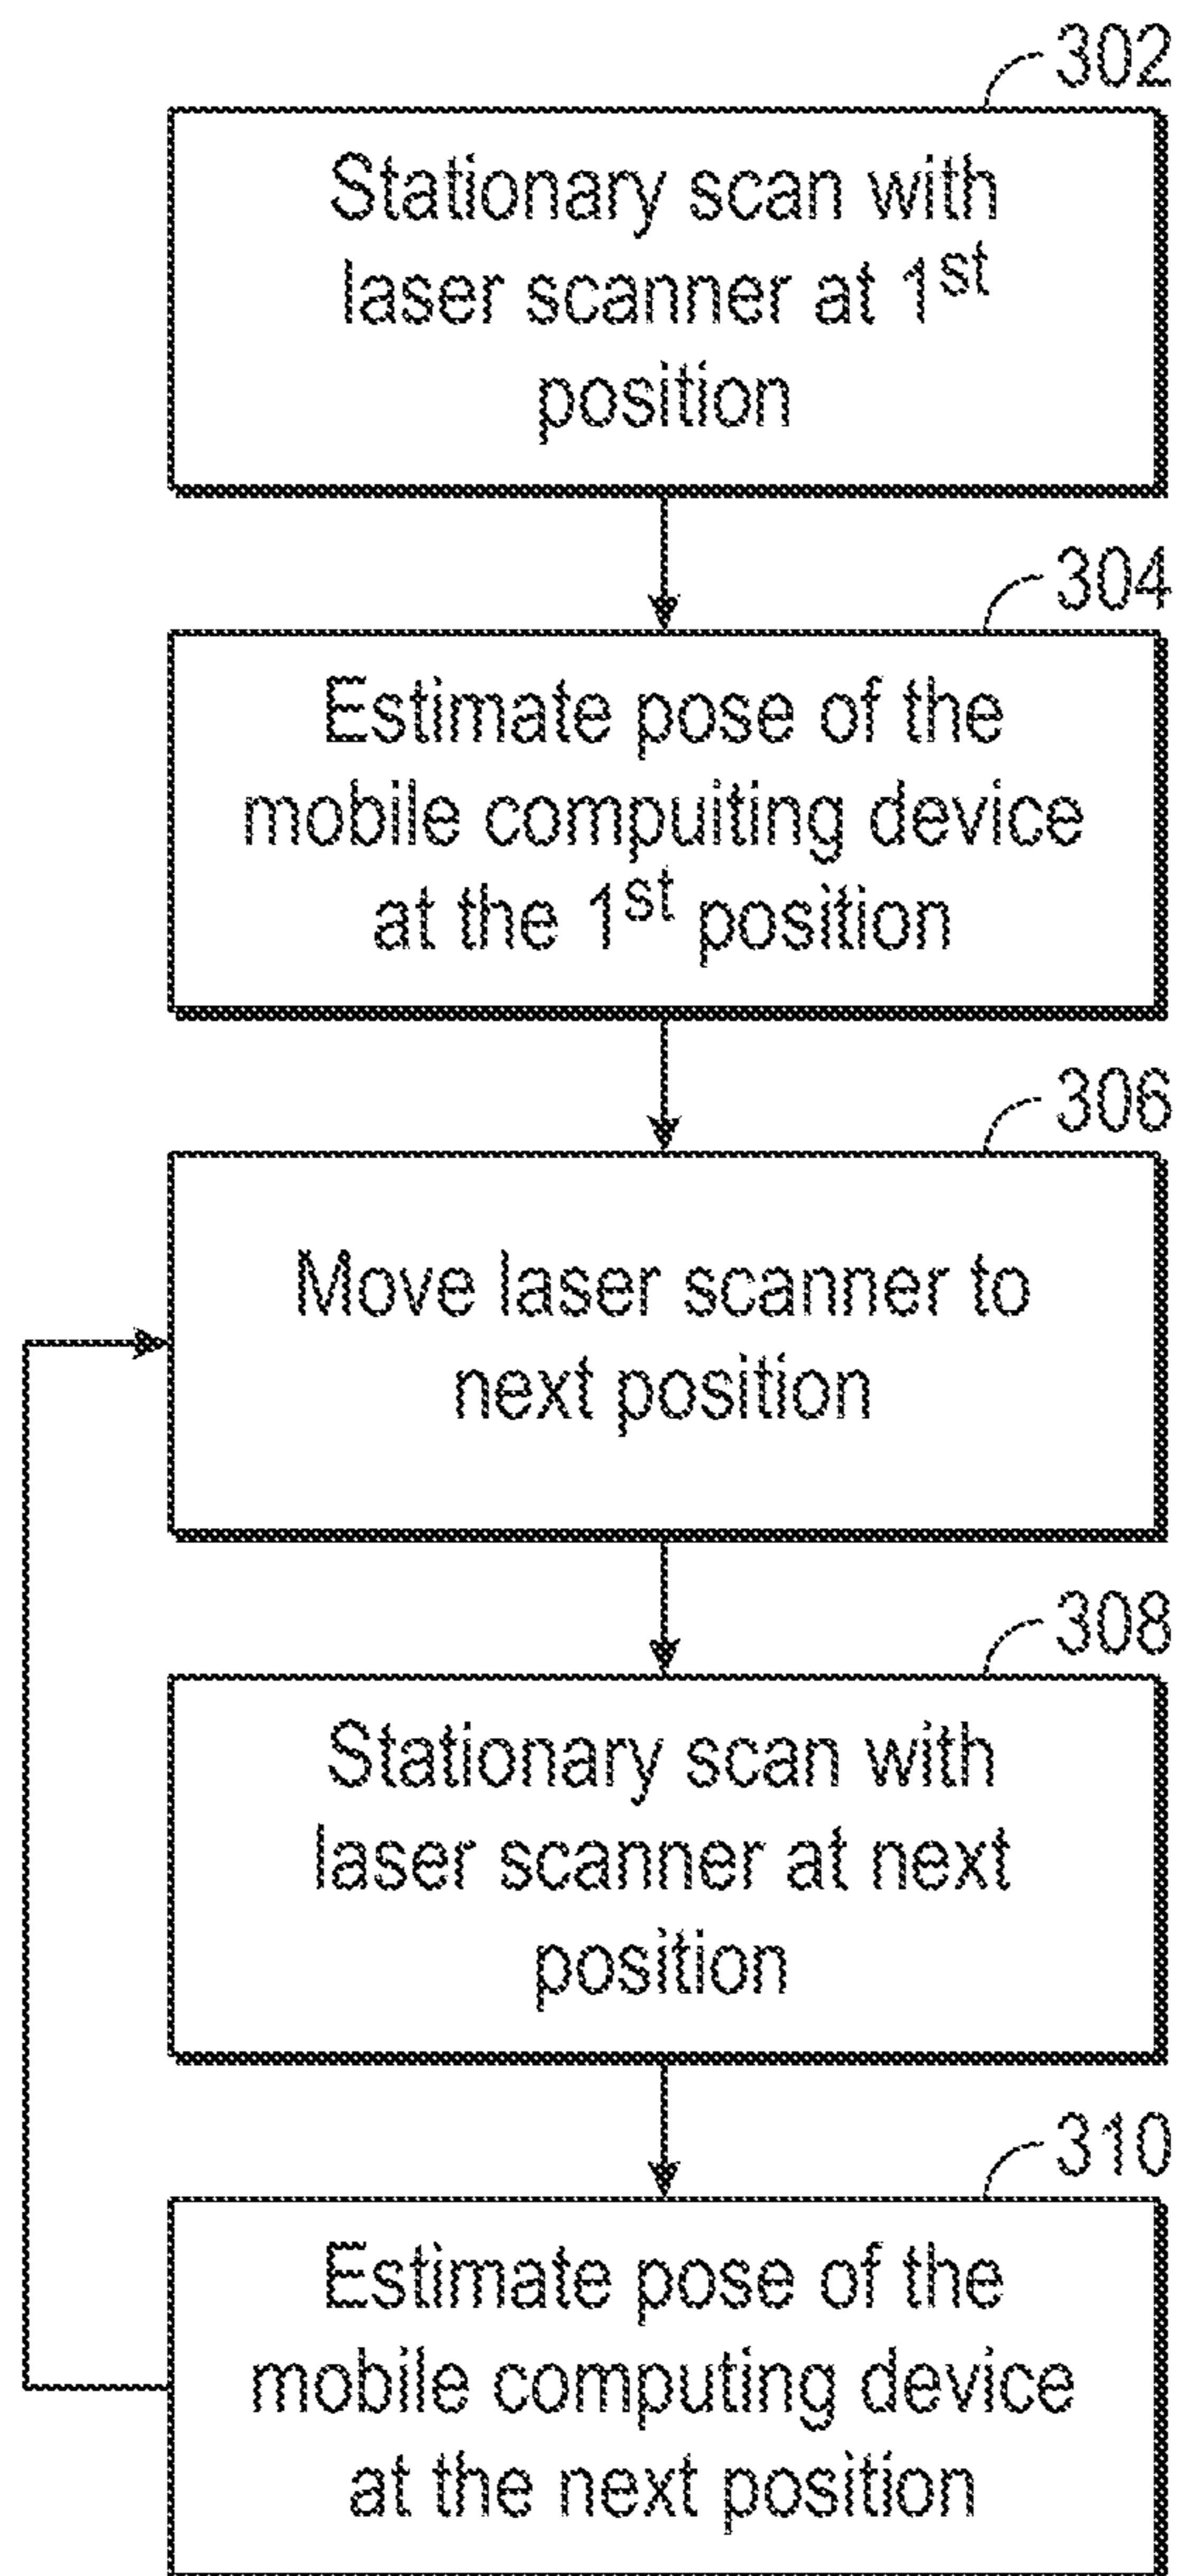 302
Stationary scan with
laser scanner at 1st
position
304
Estimate pose of the
mobile compuiting device
at the 1st position
306
Move laser scanner to
next position
308
Stationary scan with
laser scanner at next
position
310
Estimate pose of the
mobile computing device
at the next position